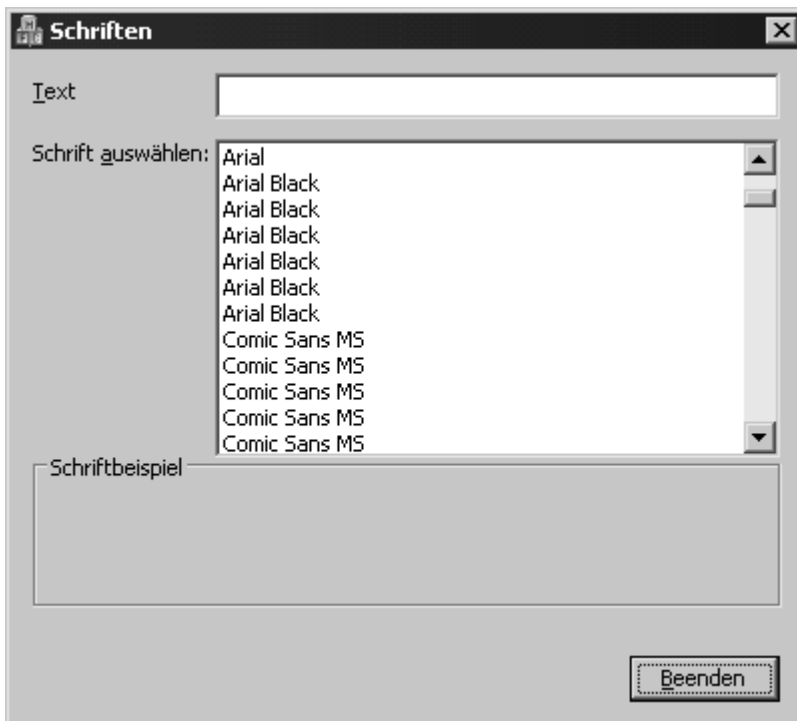 Schriften
Text
Schrift auswählen:
Arial
Arial Black
Arial Black
Arial Black
Arial Black
Arial Black
Arial Black
Comic Sans MS
Comic Sans MS
Comic Sans MS
Comic Sans MS
Comic Sans MS
Schriftbeispiel
Beenden